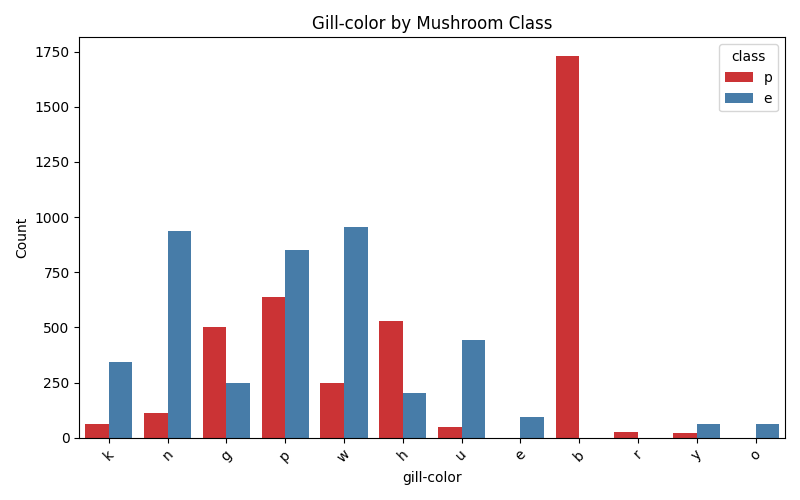 Gill-color by Mushroom Class
class
p
e
1750
1500
1250
1000
750
500
250
0
Count
k n g p w h u e b r y o
gill-color